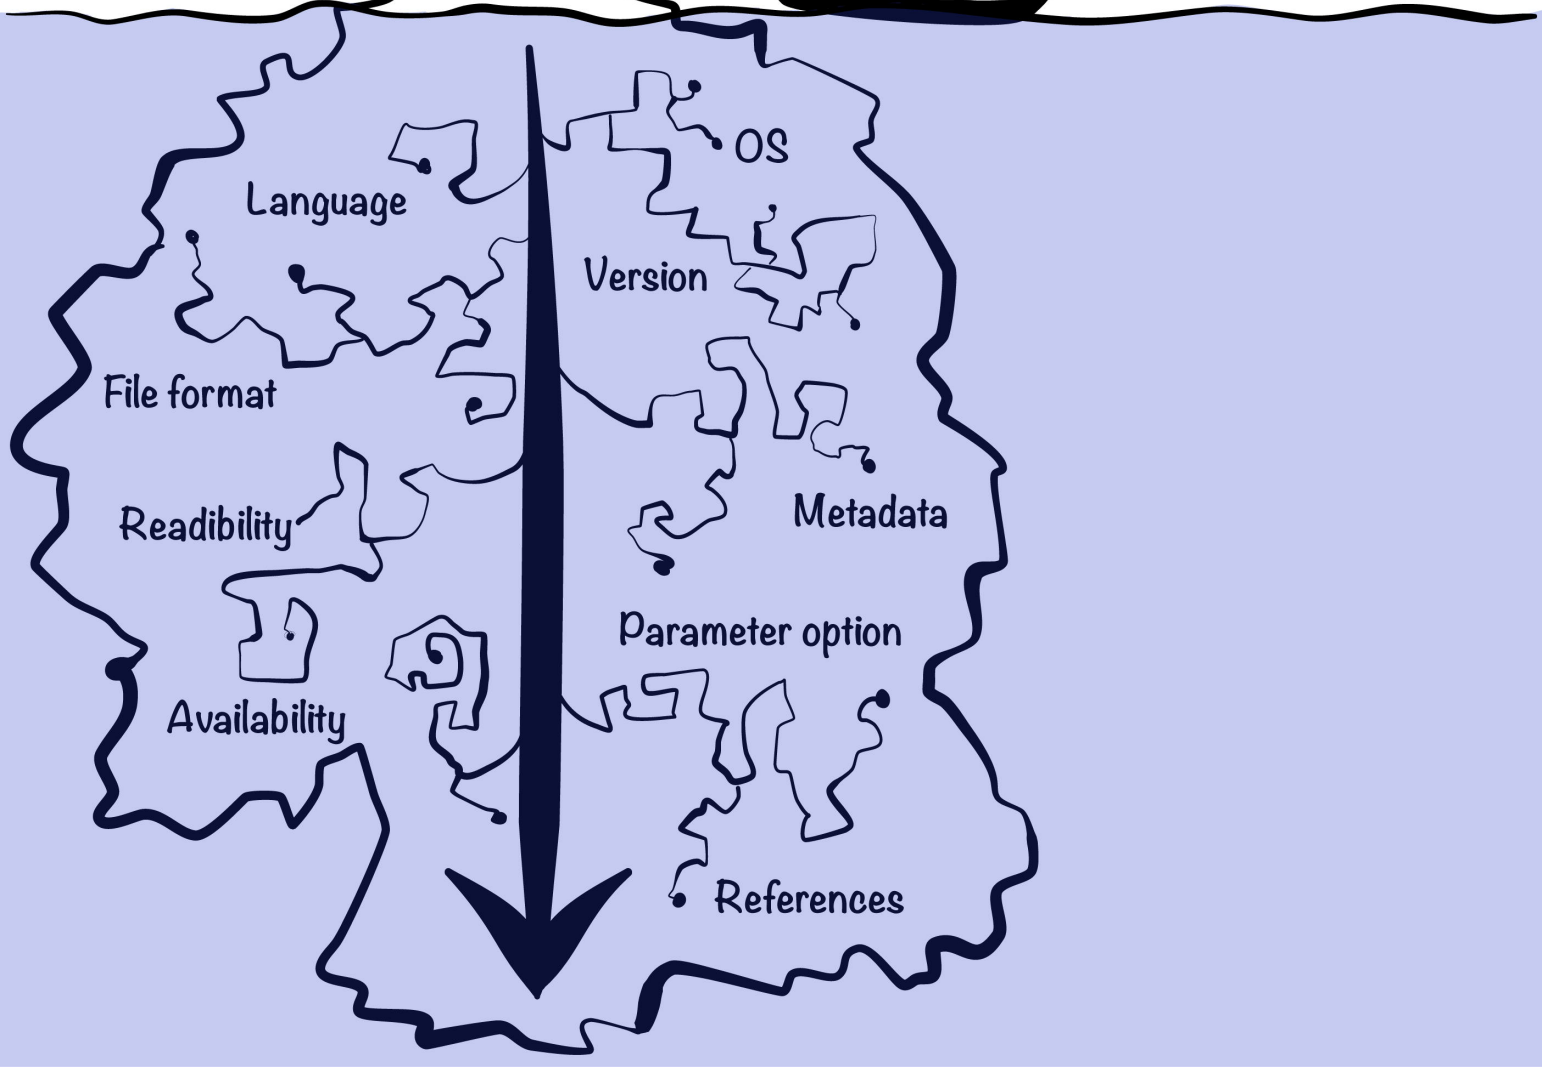 OS
Language
Version
File format
Metadata
Readibility
Parameter option
Availability
References